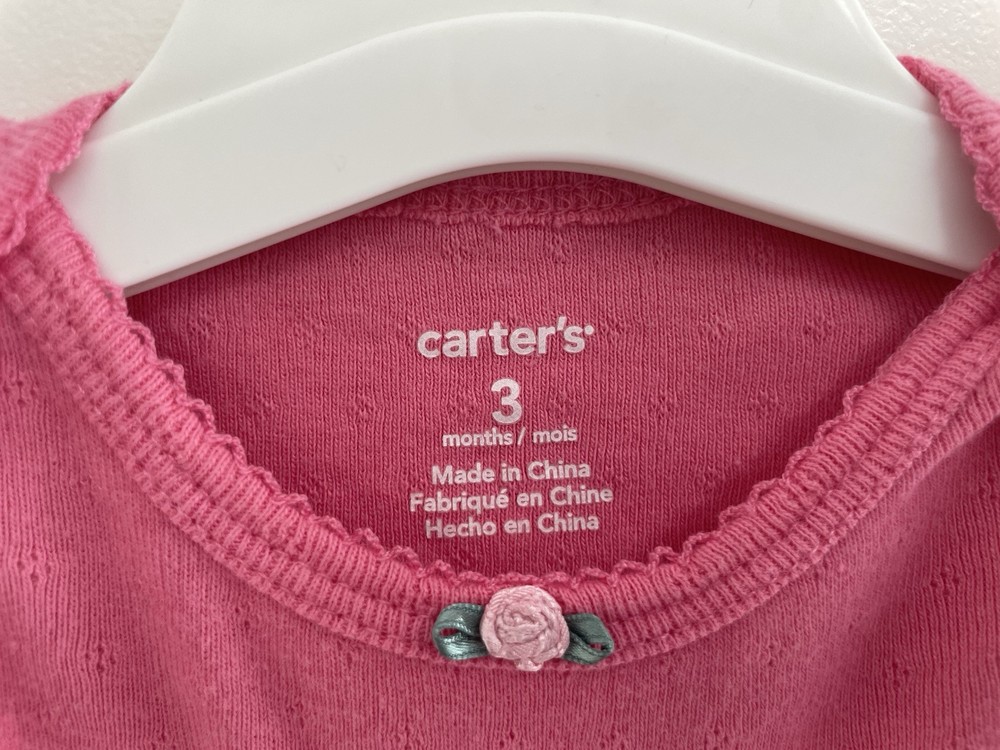 carter's
3
months / mois
Made in China
Fabriqué en Chine
Hecho en China